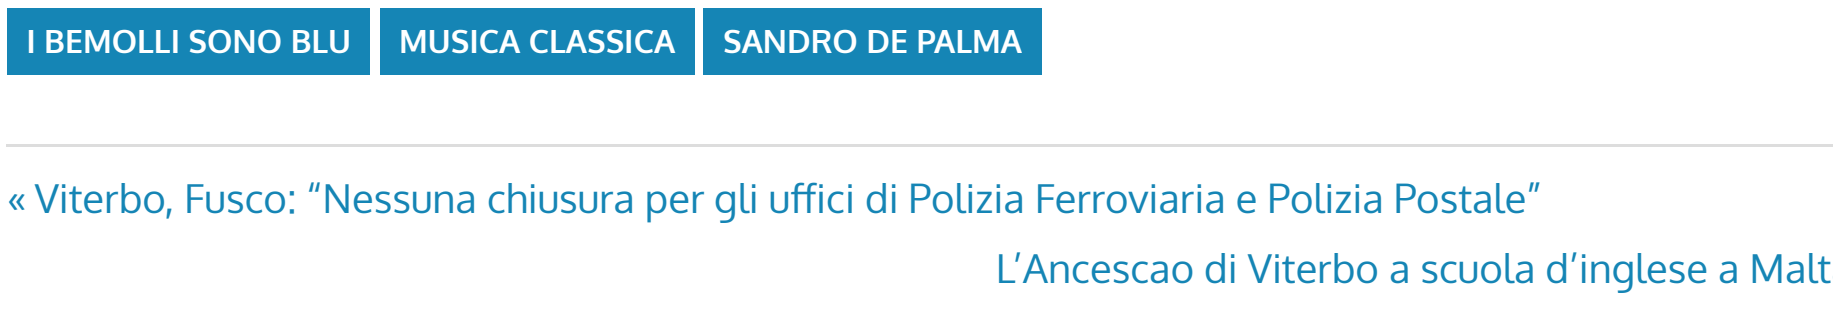 I BEMOLLI SONO BLU MUSICA CLASSICA SANDRO DE PALMA
« Viterbo, Fusco: “Nessuna chiusura per gli uffici di Polizia Ferroviaria e Polizia Postale”
L’Ancescao di Viterbo a scuola d’inglese a Malt